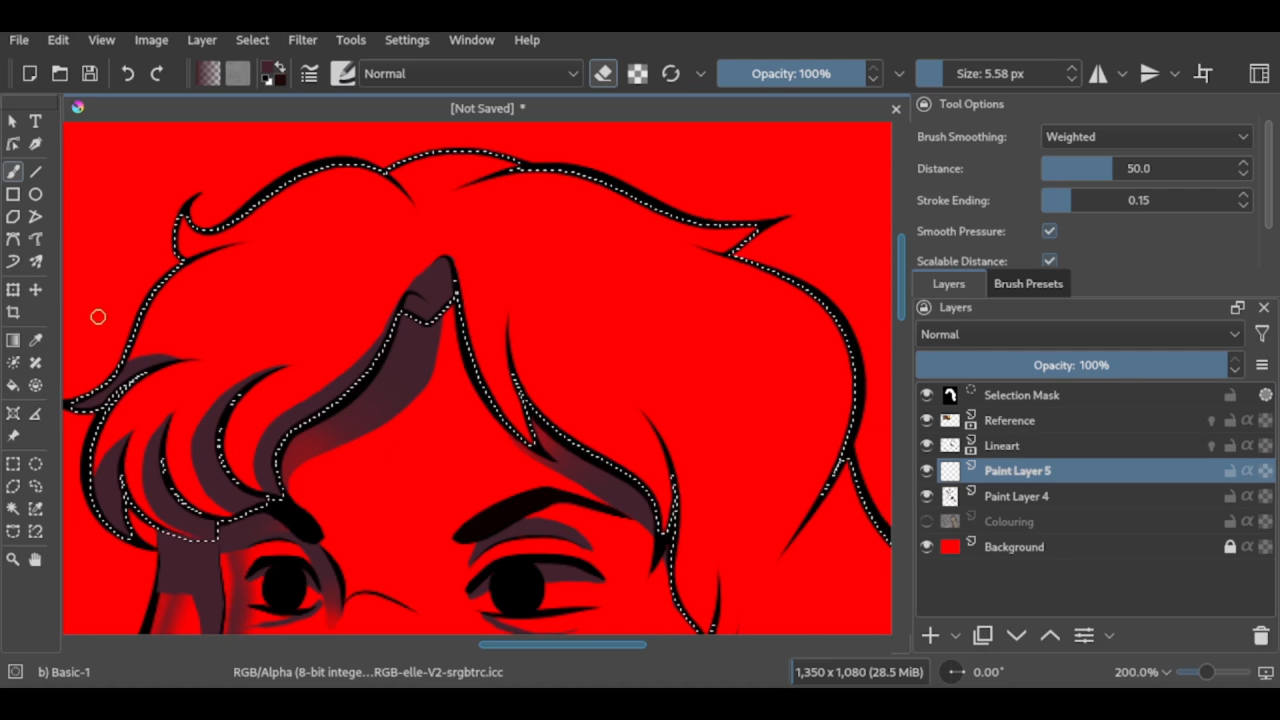 File Edit View Image Layer Select Filter Tools Settings Window Help
Normal Opacity: 100% Size: 5.58 px
[Not Saved] *
Tool Options
Brush Smoothing: Weighted
Distance: 50.0
Stroke Ending: 0.15
Smooth Pressure:
Scalable Distance:
Layers Brush Presets
Layers
Normal
Opacity: 100%
Selection Mask
Reference
Lineart
Paint Layer 5
Paint Layer 4
Colouring
Background
b) Basic-1 RGB/Alpha (8-bit intege...RGB-elle-V2-srgbtrc.icc 1,350 x 1,080 (28.5 MiB) 0.00° 200.0%